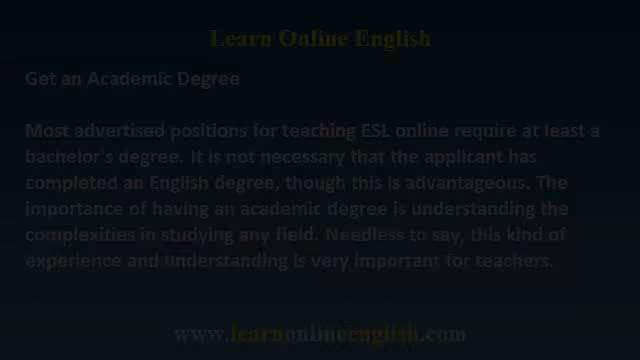 Learn Online English
Get an Academic Degree
Most advertised positions for teaching ESL online require at least a
bachelor's degree. It is not necessary that the applicant has
completed an English degree, though this is advantageous. The
importance of having an academic degree is understanding the
complexities in studying any field. Needless to say, this kind of
experience and understanding is very important for teachers.
www.learnonlineenglish.com